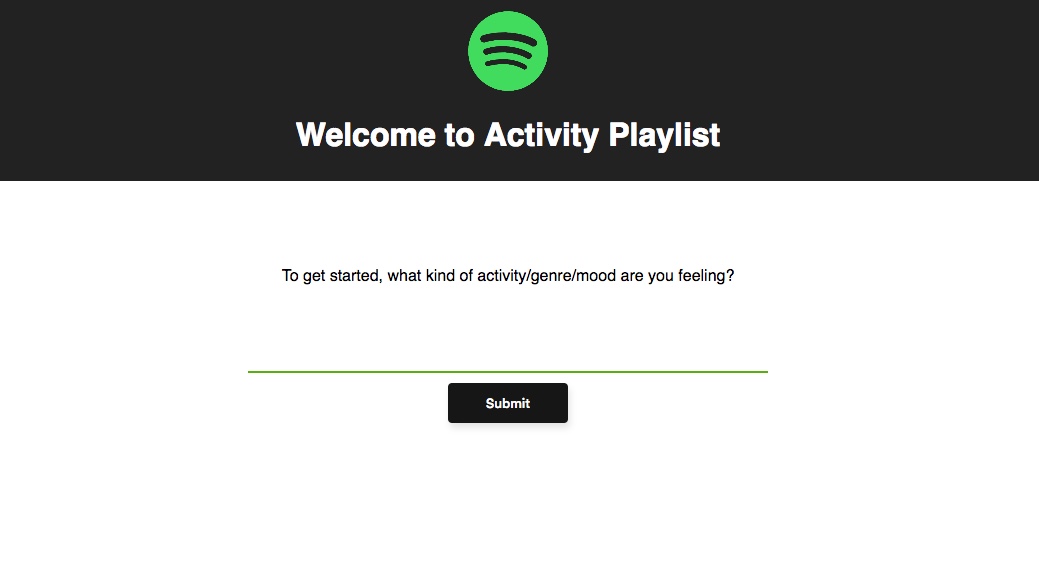 Welcome to Activity Playlist
To get started, what kind of activity/genre/mood are you feeling?
Submit